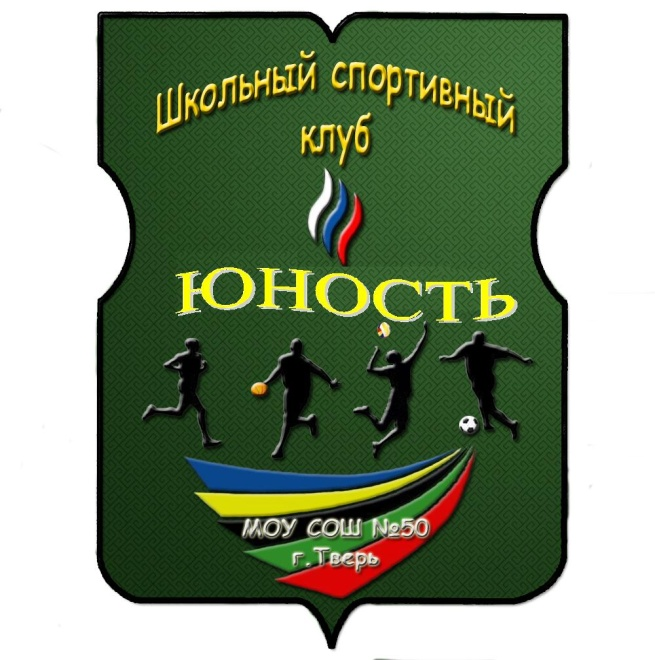 Школьный спортивный
клуб
ЮНОСТЬ
МОУ СОШ №50
г.Тверь